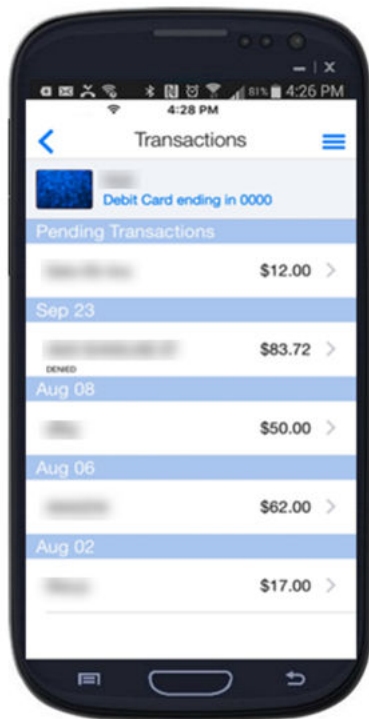 81% 4:26 PM
4:28 PM
Transactions
Debit Card ending in 0000
Pending Transactions
$12.00
Sep 23
$83.72
DENIED
Aug 08
$50.00
Aug 06
$62.00
Aug 02
$17.00